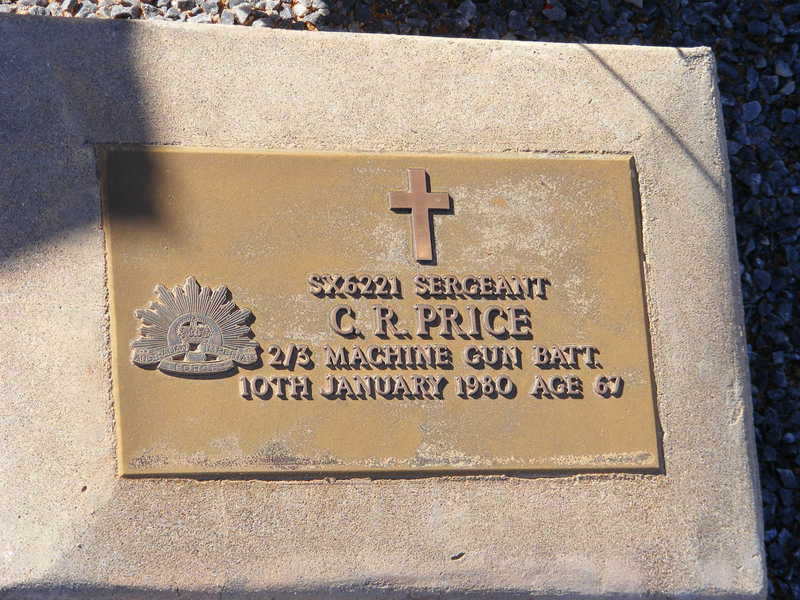 SX6221 SERGEANT
C. R. PRICE
2/3 MACHINE GUN BATT.
10TH JANUARY 1980 AGE 67